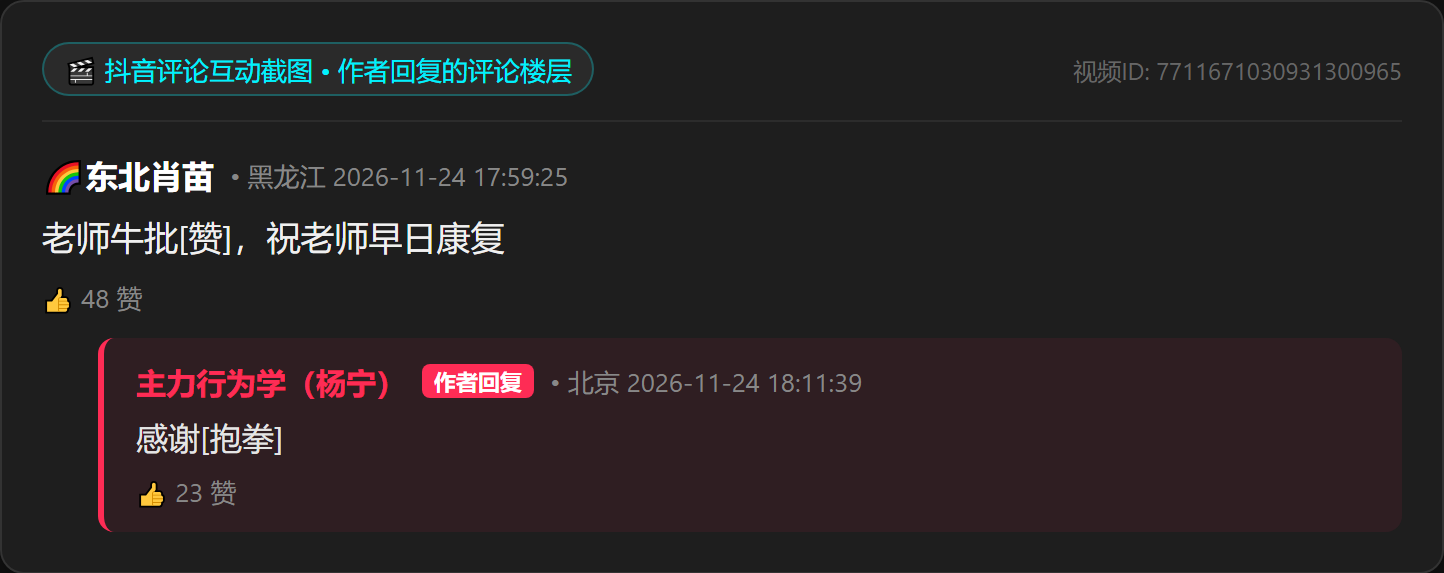 🎬 抖音评论互动截图 • 作者回复的评论楼层
视频ID: 7711671030931300965
🌈东北肖苗 • 黑龙江 2026-11-24 17:59:25
老师牛批[赞]，祝老师早日康复
👍 48 赞
主力行为学（杨宁） 作者回复 • 北京 2026-11-24 18:11:39
感谢[抱拳]
👍 23 赞